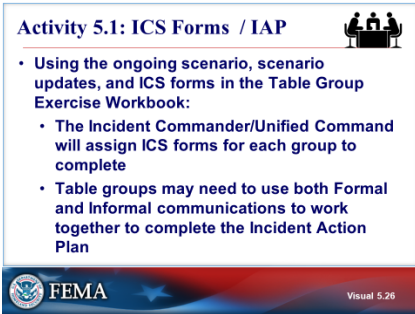 Activity 5.1: ICS Forms / IAP
• Using the ongoing scenario, scenario
updates, and ICS forms in the Table Group
Exercise Workbook:
• The Incident Commander/Unified Command
will assign ICS forms for each group to
complete
• Table groups may need to use both Formal
and Informal communications to work
together to complete the Incident Action
Plan
FEMA
Visual 5.26